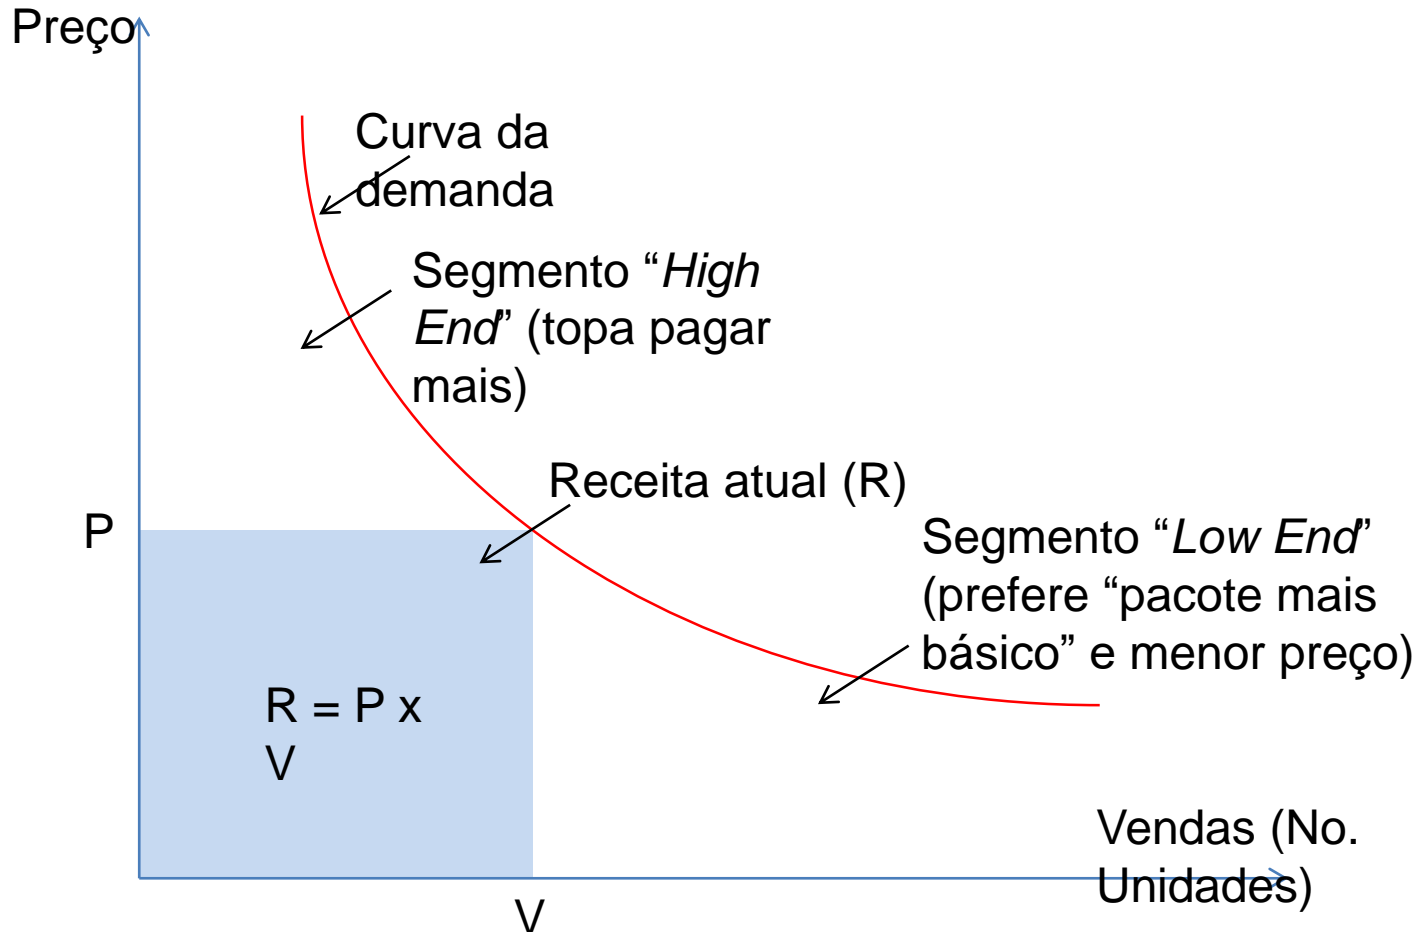 Preço
Curva da
demanda
Segmento “High
End” (topa pagar
mais)
Receita atual (R)
P
Segmento “Low End”
(prefere “pacote mais
básico” e menor preço)
R = P x
V
Vendas (No.
Unidades)
V